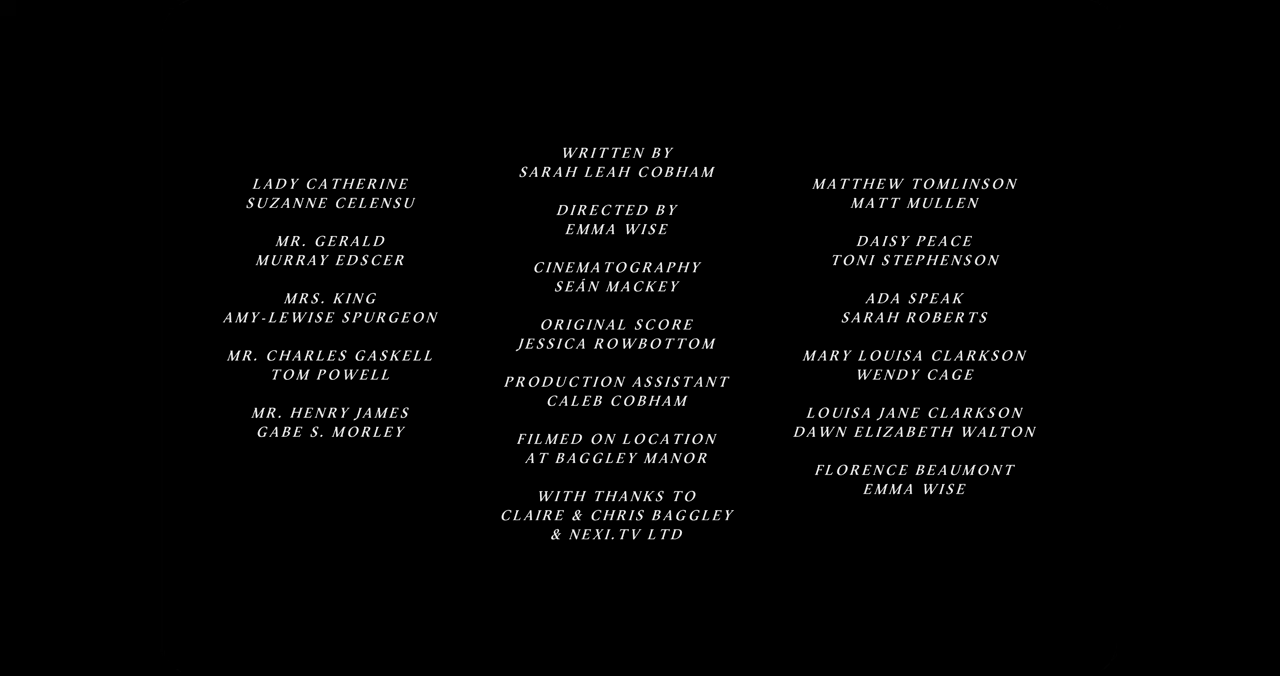 LADY CATHERINE
SUZANNE CELENSU
MR. GERALD
MURRAY EDSCER
MRS. KING
AMY-LEWISE SPURGEON
MR. CHARLES GASKELL
TOM POWELL
MR. HENRY JAMES
GABE S. MORLEY
WRITTEN BY
SARAH LEAH COBHAM
DIRECTED BY
EMMA WISE
CINEMATOGRAPHY
SEÁN MACKEY
ORIGINAL SCORE
JESSICA ROWBOTTOM
PRODUCTION ASSISTANT
CALEB COBHAM
FILMED ON LOCATION
AT BAGGLEY MANOR
WITH THANKS TO
CLAIRE & CHRIS BAGGLEY
& NEXI.TV LTD
MATTHEW TOMLINSON
MATT MULLEN
DAISY PEACE
TONI STEPHENSON
ADA SPEAK
SARAH ROBERTS
MARY LOUISA CLARKSON
WENDY CAGE
LOUISA JANE CLARKSON
DAWN ELIZABETH WALTON
FLORENCE BEAUMONT
EMMA WISE